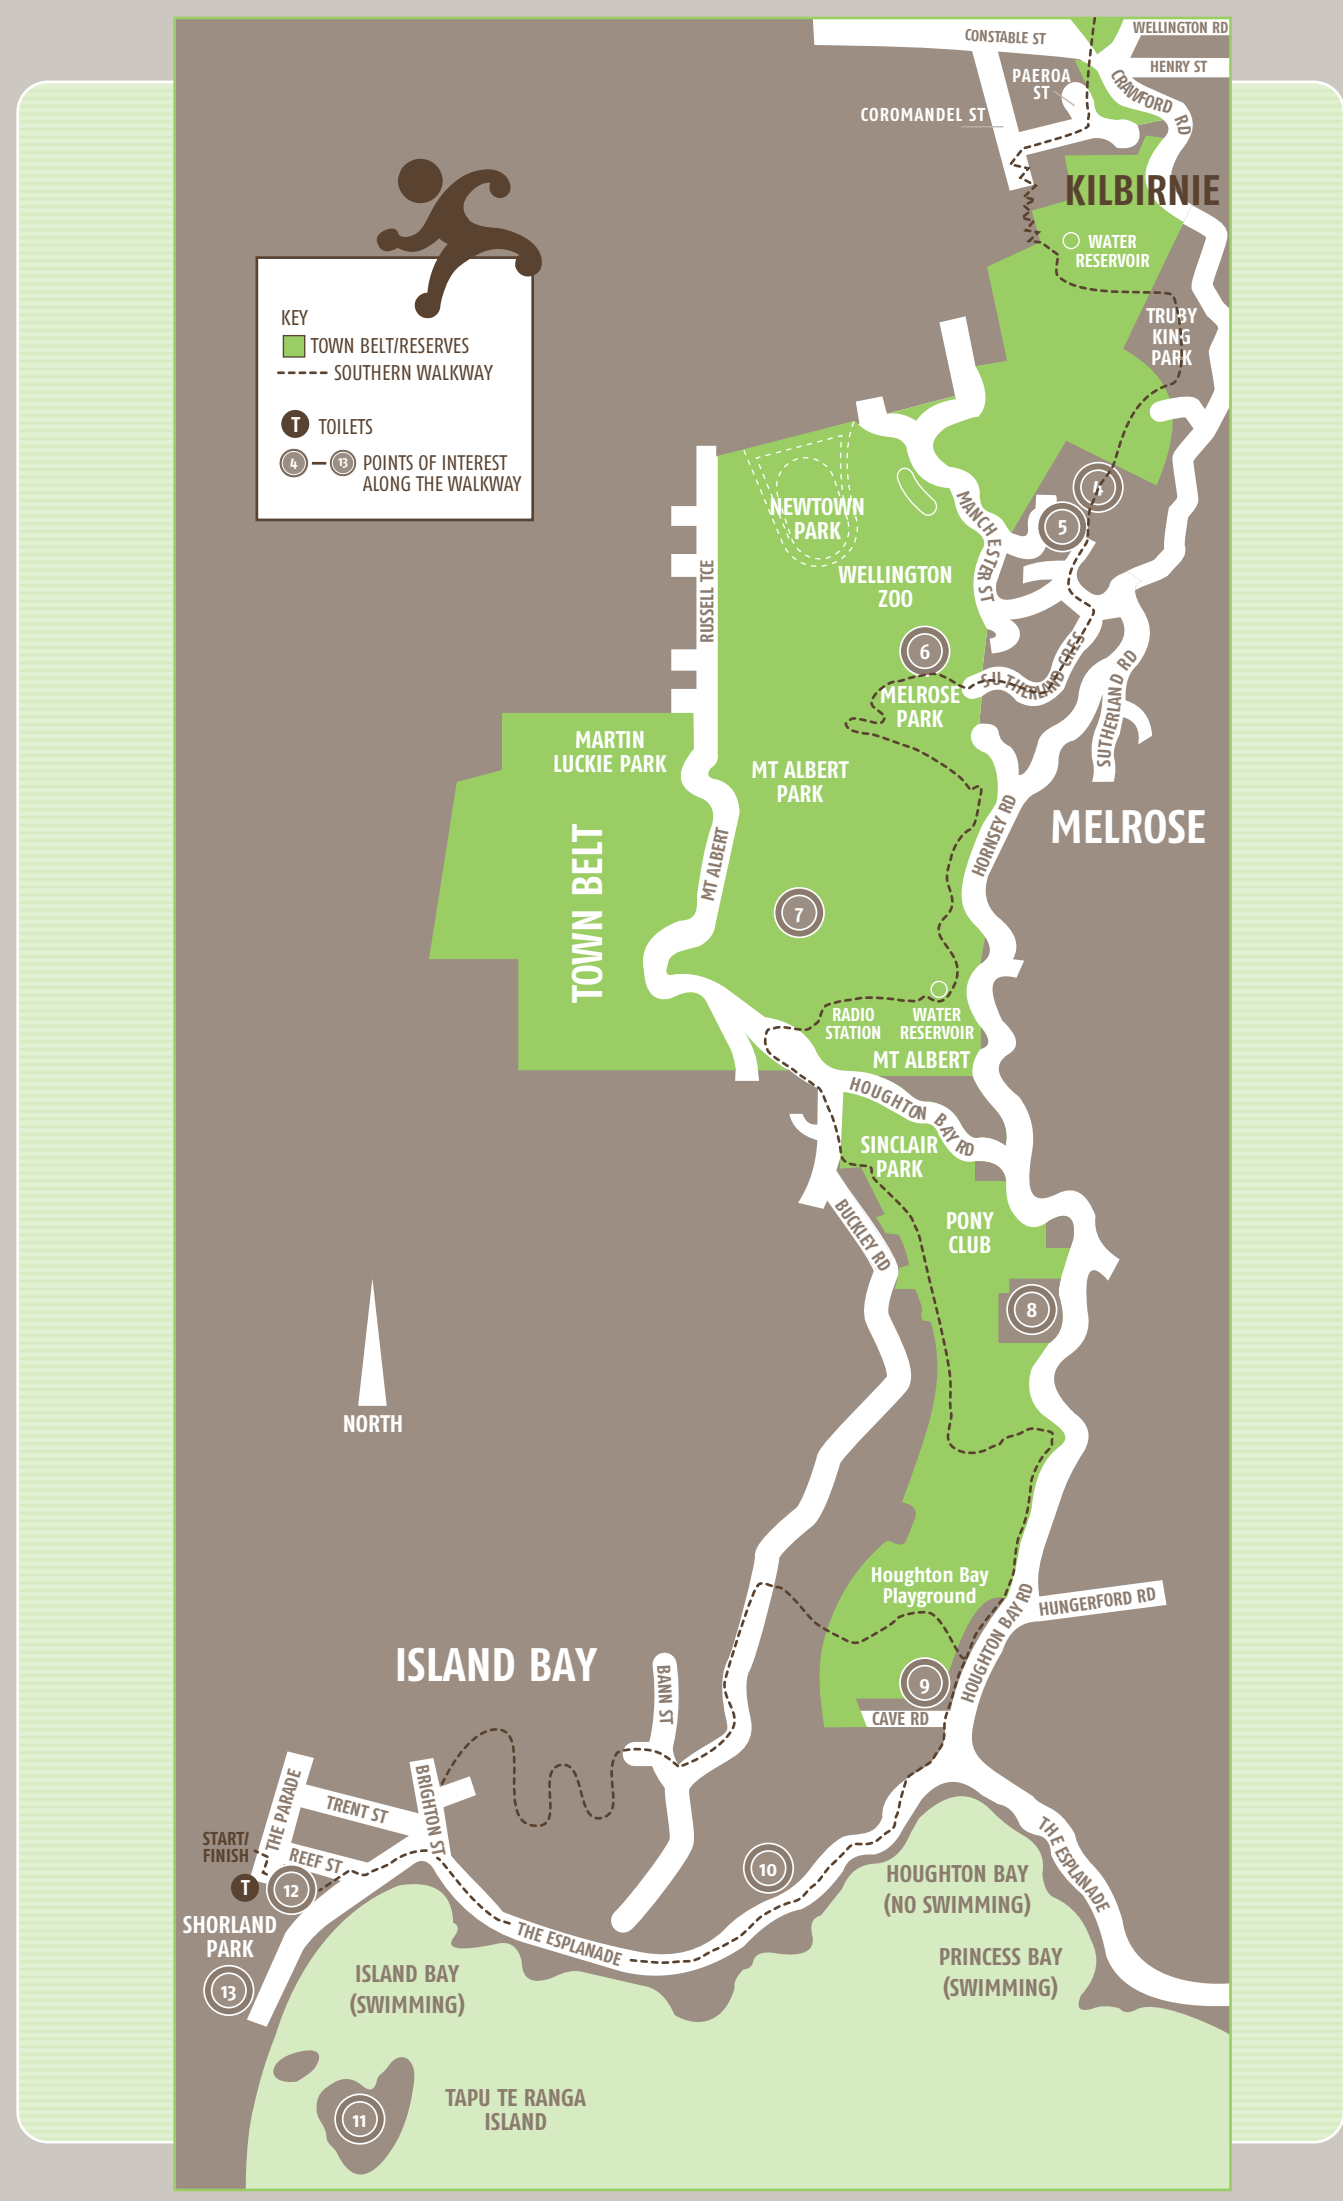 WELLINGTON RD
CONSTABLE ST
HENRY ST
PAEROA
ST
CRAWFORD RD
COROMANDEL ST
KILBIRNIE
WATER
RESERVOIR
TRUBY
KING
PARK
KEY
TOWN BELT/RESERVES
SOUTHERN WALKWAY
T TOILETS
4 – 13 POINTS OF INTEREST
ALONG THE WALKWAY
4
5
NEWTOWN
PARK
MANCHESTER ST
WELLINGTON
ZOO
RUSSELL TCE
6
SUTHERLAND CRES
SUTHERLAND RD
MELROSE
PARK
MARTIN
LUCKIE PARK
MT ALBERT
PARK
MELROSE
HORNSEY RD
MT ALBERT
TOWN BELT
7
RADIO
STATION
WATER
RESERVOIR
MT ALBERT
HOUGHTON BAY RD
SINCLAIR
PARK
PONY
CLUB
BUCKLEY RD
8
NORTH
Houghton Bay
Playground
HUNGERFORD RD
HOUGHTON BAY RD
ISLAND BAY
BANN ST
9
CAVE RD
THE PARADE
TRENT ST
BRIGHTON ST
START/
FINISH
REEF ST
T
12
10
THE ESPLANADE
HOUGHTON BAY
(NO SWIMMING)
SHORLAND
PARK
THE ESPLANADE
PRINCESS BAY
(SWIMMING)
ISLAND BAY
(SWIMMING)
13
TAPU TE RANGA
ISLAND
11